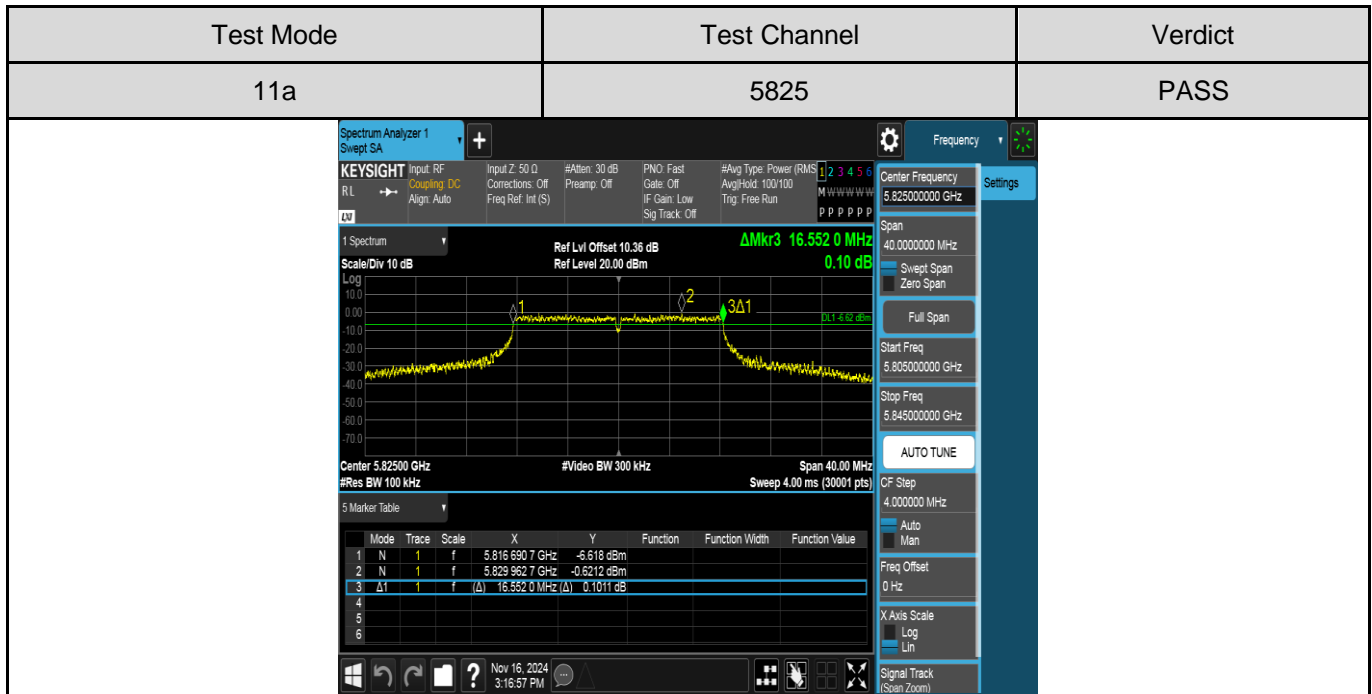 Test Mode Test Channel Verdict
11a 5825 PASS
Spectrum Analyzer 1
Swept SA
+
Frequency
KEYSIGHT Input: RF Input Z: 50 Ω #Atten: 30 dB PNO: Fast #Avg Type: Power (RMS 1 2 3 4 5 6
R L Coupling: DC Corrections: Off Preamp: Off Gate: Off Avg|Hold: 100/100 M W W W W W
Align: Auto Freq Ref: Int (S) IF Gain: Low Trig: Free Run
LXI Sig Track: Off P P P P P P
Center Frequency
5.825000000 GHz
Settings
Span
40.0000000 MHz
Swept Span
Zero Span
Full Span
Start Freq
5.805000000 GHz
Stop Freq
5.845000000 GHz
AUTO TUNE
CF Step
4.000000 MHz
Auto
Man
Freq Offset
0 Hz
X Axis Scale
Log
Lin
Signal Track
(Span Zoom)
1 Spectrum Ref Lvl Offset 10.36 dB ΔMkr3 16.552 0 MHz
Scale/Div 10 dB Ref Level 20.00 dBm 0.10 dB
Log
10.0
0.00
-10.0
-20.0
-30.0
-40.0
-50.0
-60.0
-70.0
1
2
3Δ1
DL1 -6.62 dBm
Center 5.82500 GHz #Video BW 300 kHz Span 40.00 MHz
#Res BW 100 kHz Sweep 4.00 ms (30001 pts)
5 Marker Table
Mode Trace Scale X Y Function Function Width Function Value
1 N 1 f 5.816 690 7 GHz -6.618 dBm
2 N 1 f 5.829 962 7 GHz -0.6212 dBm
3 Δ1 1 f (Δ) 16.552 0 MHz (Δ) 0.1011 dB
4
5
6
? Nov 16, 2024
3:16:57 PM